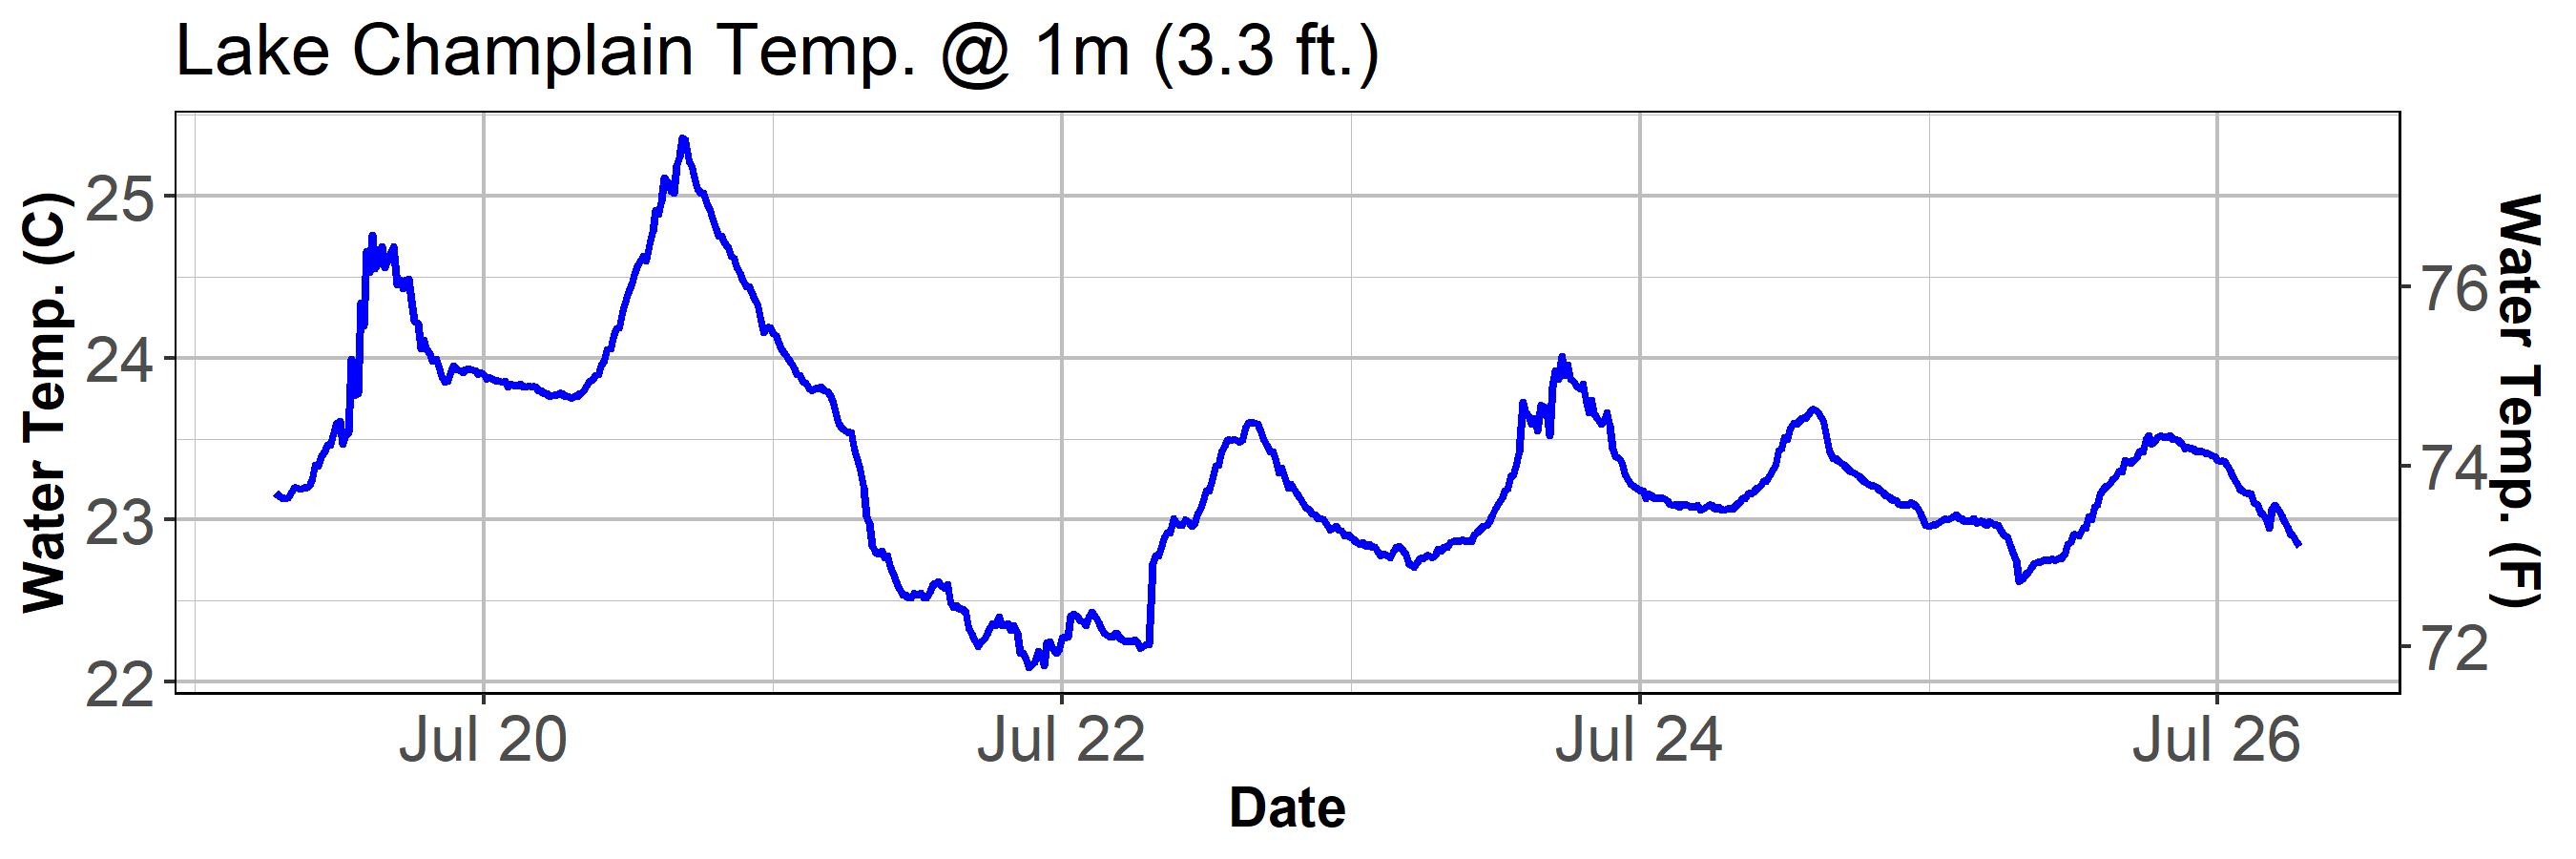 Lake Champlain Temp. @ 1m (3.3 ft.)
Water Temp. (C)
25
24
23
22
76
74
72
Water Temp. (F)
Jul 20
Jul 22
Jul 24
Jul 26
Date